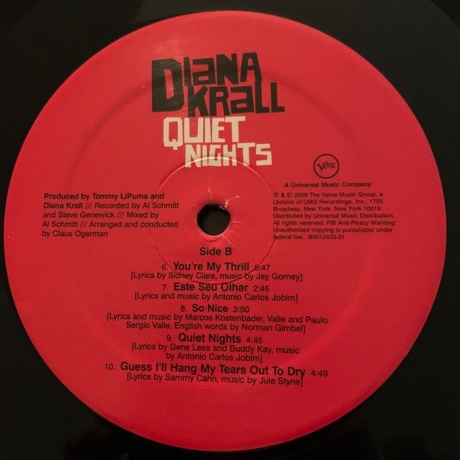 DIANA
KRALL
QUIET
NIGHTS
Produced by Tommy LiPuma and
Diana Krall /// Recorded by Al Schmitt
and Steve Genewick /// Mixed by
Al Schmitt /// Arranged and conducted
by Claus Ogerman
VERVE
A Universal Music Company
℗ & © 2009 The Verve Music Group, a
Division of UMG Recordings, Inc., 1755
Broadway, New York, New York 10019.
Distributed by Universal Music Distribution.
All rights reserved. FBI Anti-Piracy Warning:
Unauthorized copying is punishable under
federal law. B0012433-01
Side B
6. You're My Thrill 5:47
[Lyrics by Sidney Clare, music by Jay Gorney]
7. Este Seu Olhar 2:45
[Lyrics and music by Antonio Carlos Jobim]
8. So Nice 3:50
[Lyrics and music by Marcos Kostenbader, Valle and Paulo
Sergio Valle, English words by Norman Gimbel]
9. Quiet Nights 4:45
[Lyrics by Gene Lees and Buddy Kay, music
by Antonio Carlos Jobim]
10. Guess I'll Hang My Tears Out To Dry 4:49
[Lyrics by Sammy Cahn, music by Jule Styne]